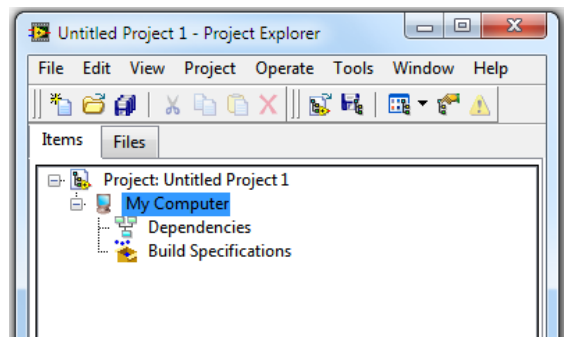 Untitled Project 1 - Project Explorer
File Edit View Project Operate Tools Window Help
Items Files
Project: Untitled Project 1
My Computer
Dependencies
Build Specifications